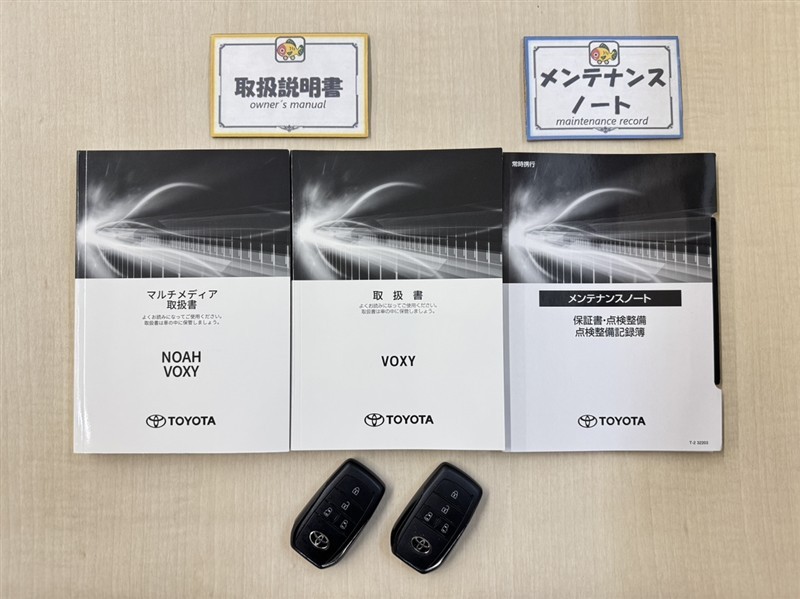 取扱説明書
owner's manual
メンテナンス
ノート
maintenance record
マルチメディア
取扱書
よくお読みになってご使用ください。
取扱書は車の中に保管しましょう。
NOAH
VOXY
TOYOTA
取扱書
よくお読みになってご使用ください。
取扱書は車の中に保管しましょう。
VOXY
TOYOTA
常時携行
メンテナンスノート
保証書・点検整備
点検整備記録簿
TOYOTA